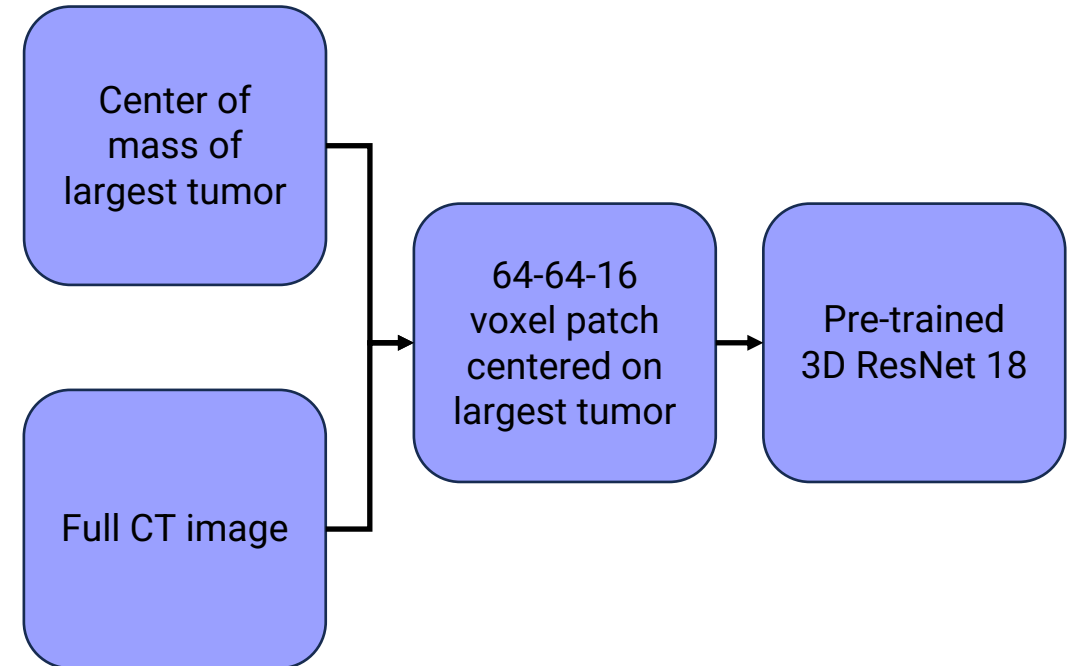 Center of
mass of
largest tumor
Full CT image
64-64-16
voxel patch
centered on
largest tumor
Pre-trained
3D ResNet 18